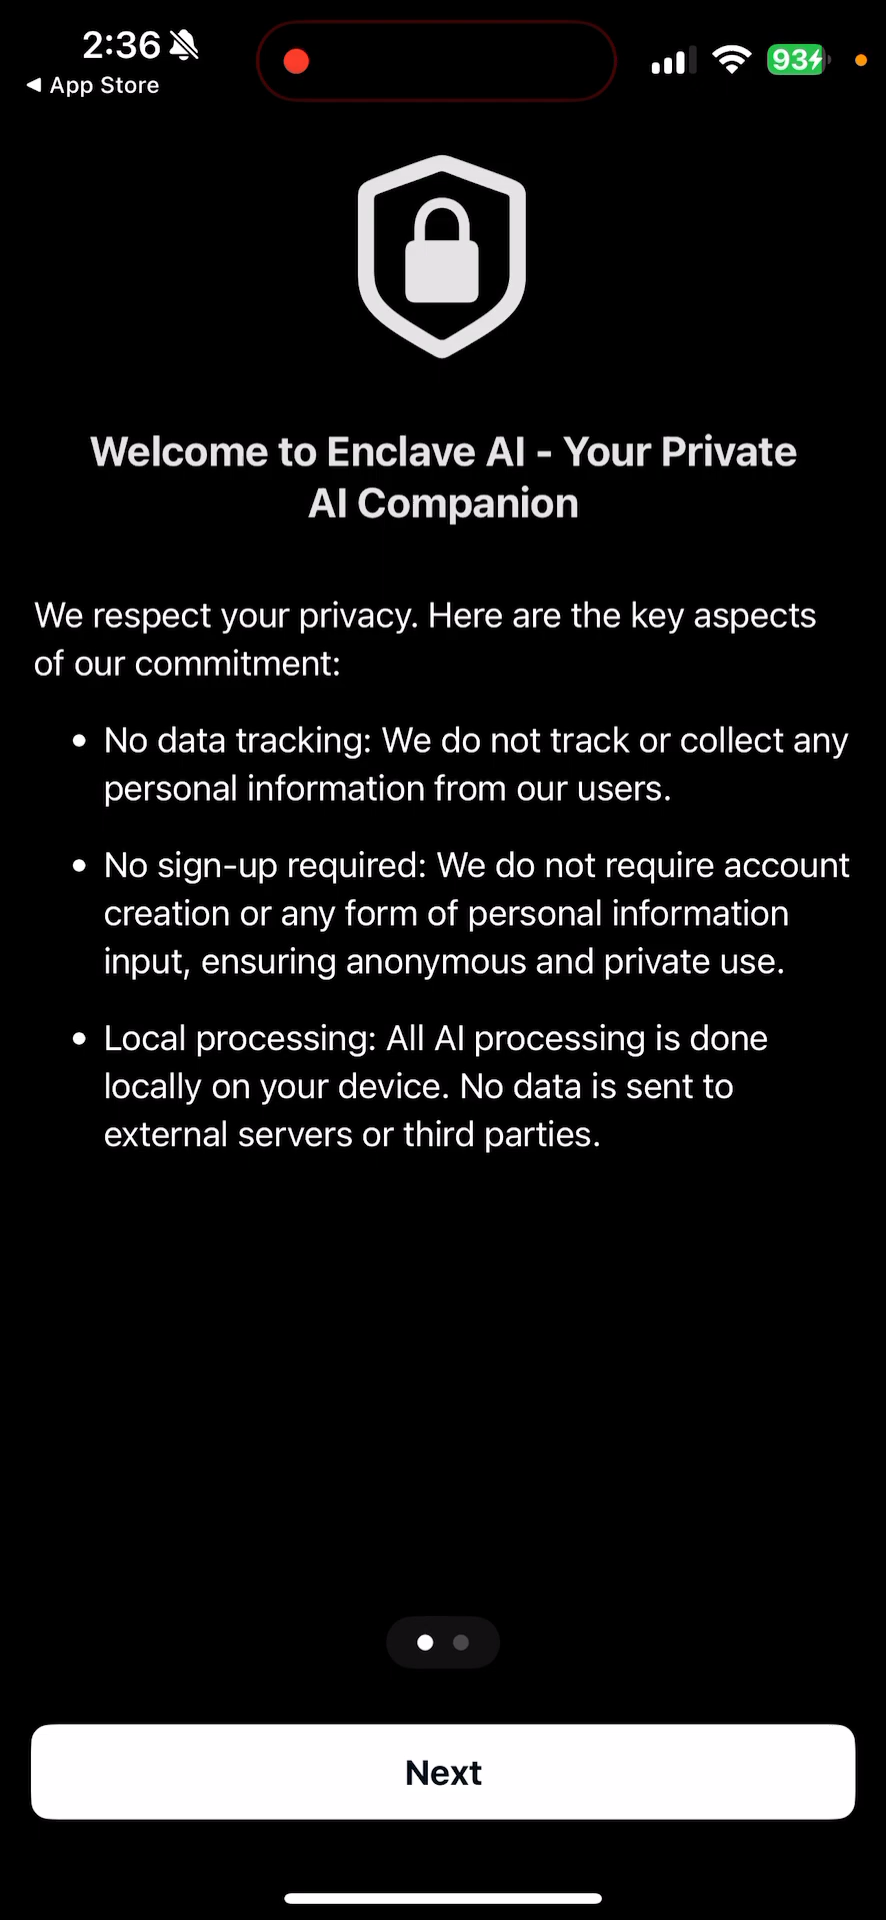 2:36
93
App Store
Welcome to Enclave AI - Your Private
AI Companion
We respect your privacy. Here are the key aspects
of our commitment:
• No data tracking: We do not track or collect any
personal information from our users.
• No sign-up required: We do not require account
creation or any form of personal information
input, ensuring anonymous and private use.
• Local processing: All AI processing is done
locally on your device. No data is sent to
external servers or third parties.
Next